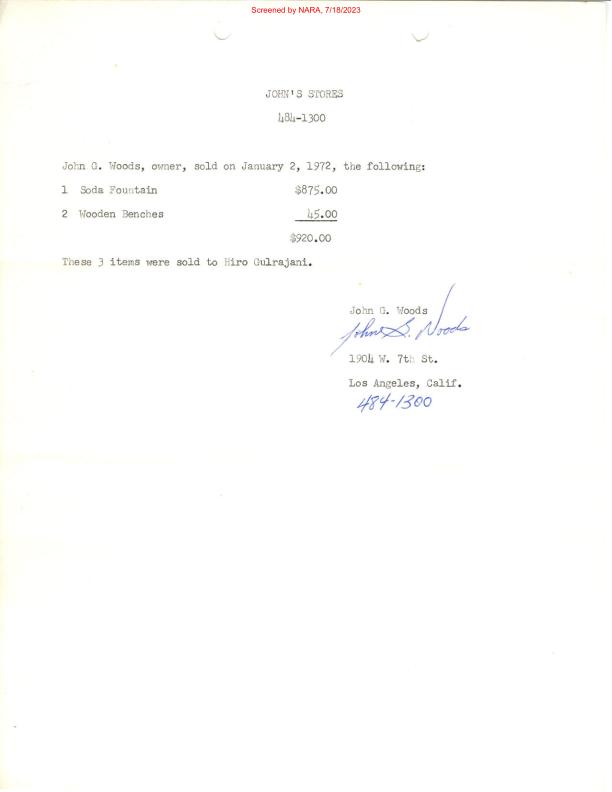 Screened by NARA, 7/18/2023
JOHN'S STORES
484-1300
John G. Woods, owner, sold on January 2, 1972, the following:
1 Soda Fountain $875.00
2 Wooden Benches 45.00
$920.00
These 3 items were sold to Hiro Gulrajani.
John G. Woods
John G. Woods
1904 W. 7th St.
Los Angeles, Calif.
484-1300